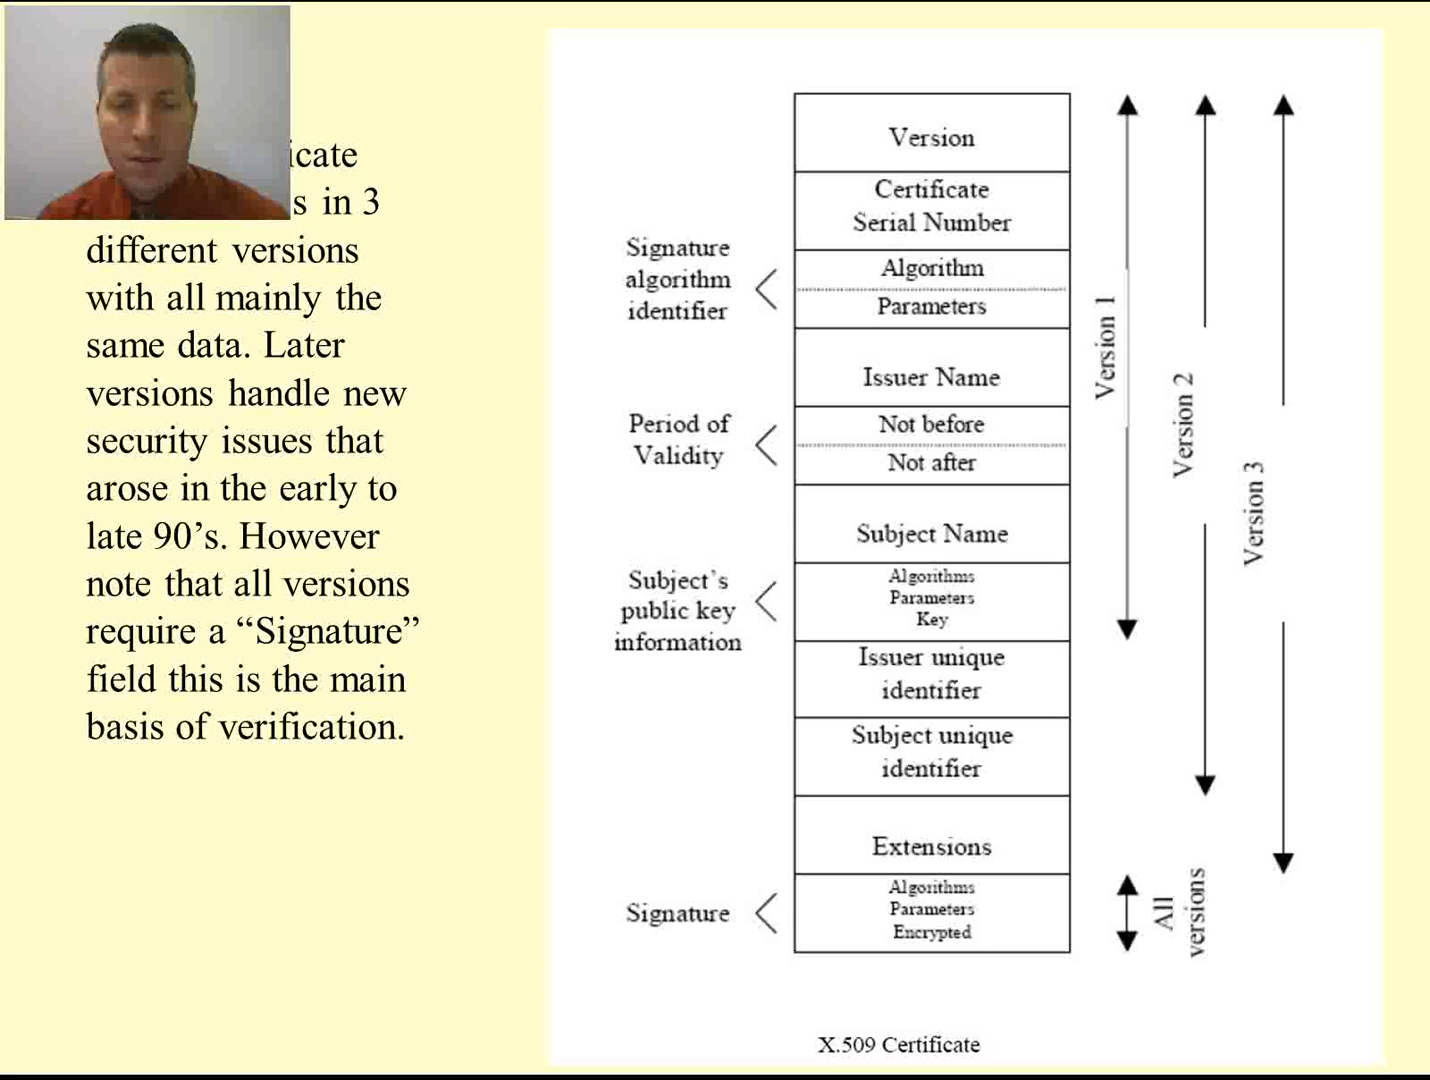 icate
s in 3
different versions
with all mainly the
same data. Later
versions handle new
security issues that
arose in the early to
late 90’s. However
note that all versions
require a “Signature”
field this is the main
basis of verification.
Version
Certificate
Serial Number
Signature
algorithm
identifier
Algorithm
Parameters
Issuer Name
Period of
Validity
Not before
Not after
Subject Name
Subject’s
public key
information
Algorithms
Parameters
Key
Issuer unique
identifier
Subject unique
identifier
Extensions
Signature
Algorithms
Parameters
Encrypted
Version 1
Version 2
Version 3
All
versions
X.509 Certificate